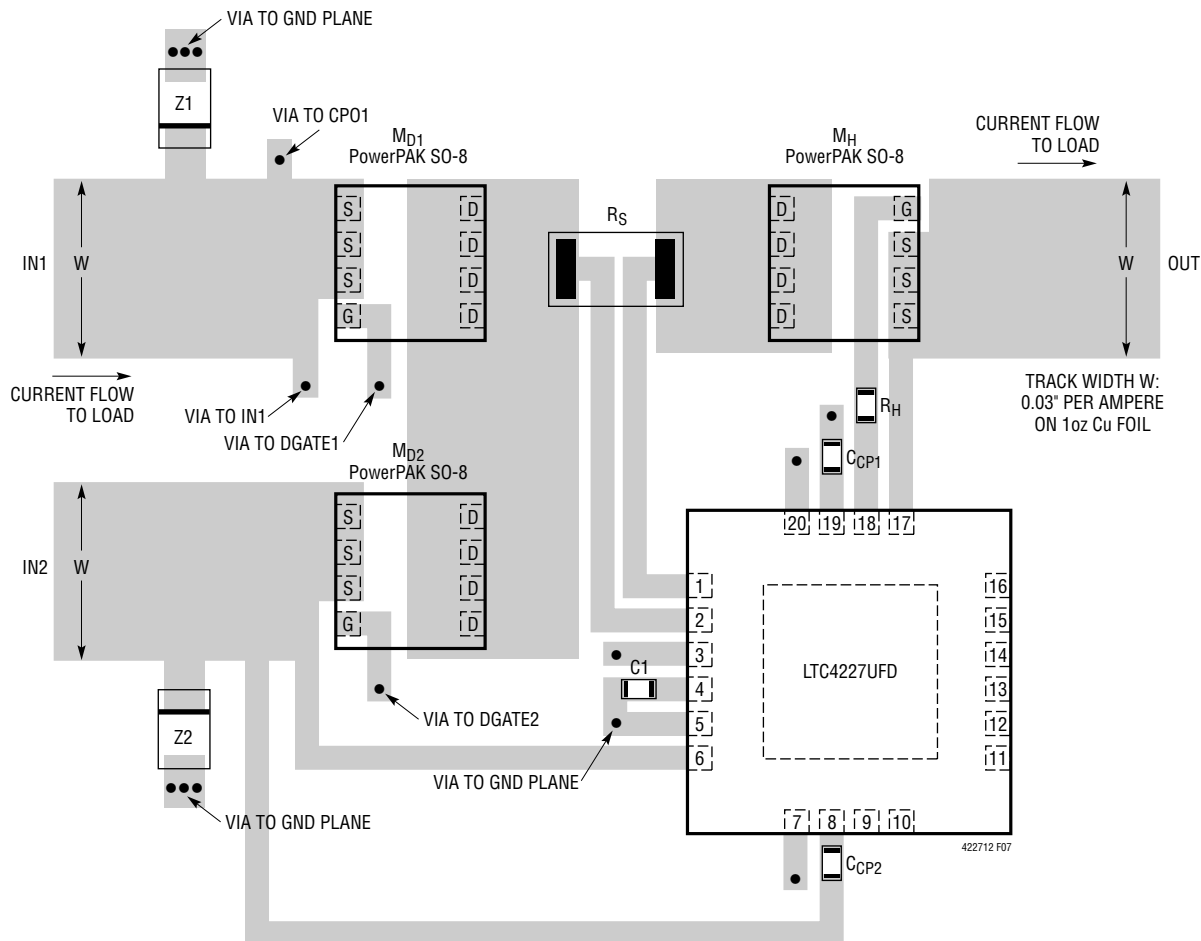 VIA TO GND PLANE
Z1
VIA TO CPO1
MD1
PowerPAK SO-8
MH
PowerPAK SO-8
CURRENT FLOW
TO LOAD
S
S
S
G
D
D
D
D
RS
D
D
D
D
G
S
S
S
IN1
W
W
OUT
CURRENT FLOW
TO LOAD
VIA TO IN1
VIA TO DGATE1
TRACK WIDTH W:
0.03" PER AMPERE
ON 1oz Cu FOIL
RH
CCP1
MD2
PowerPAK SO-8
S
S
S
G
D
D
D
D
IN2
W
20
19
18
17
1
2
3
4
5
6
16
15
14
13
12
11
LTC4227UFD
C1
VIA TO DGATE2
VIA TO GND PLANE
Z2
VIA TO GND PLANE
7
8
9
10
CCP2
422712 F07